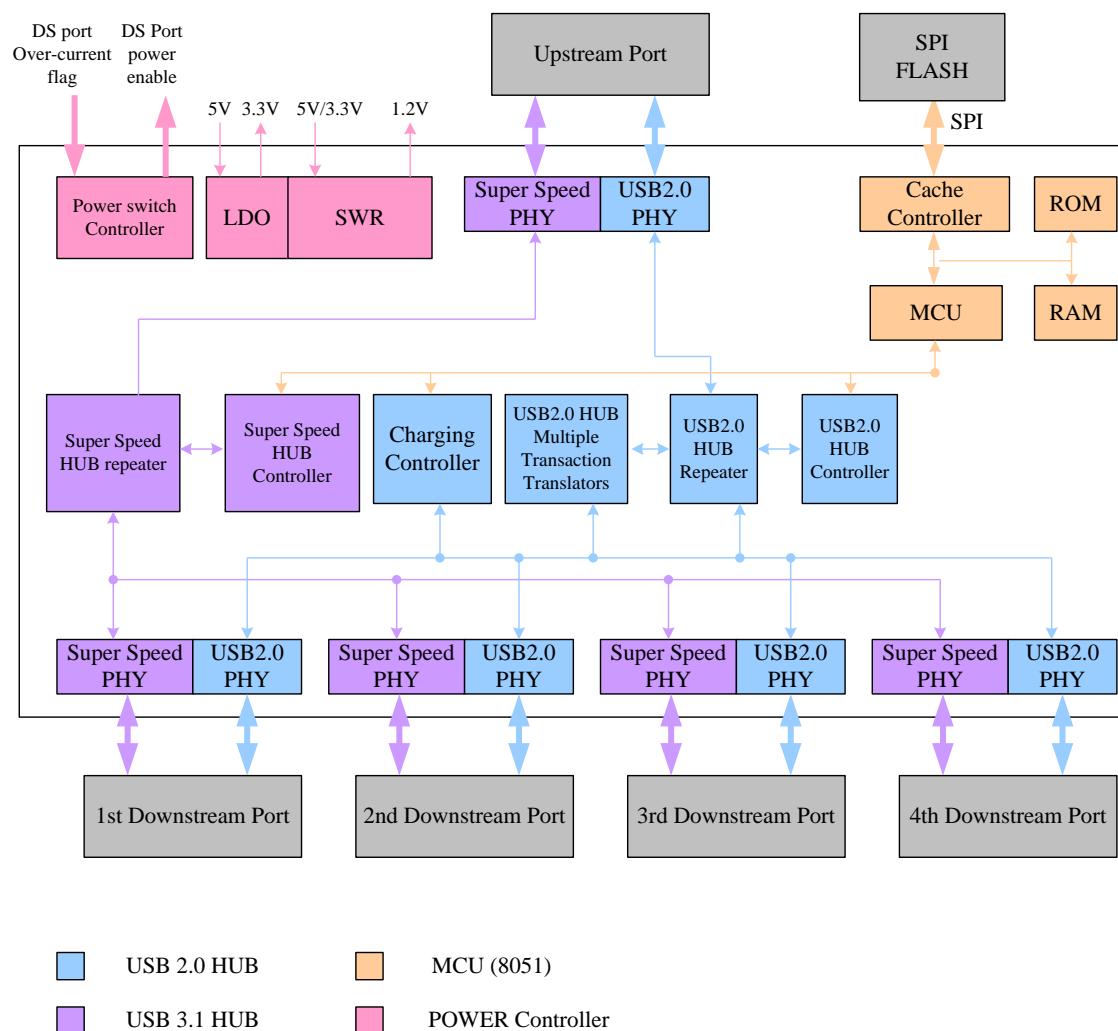 DS port
Over-current
flag
DS Port
power
enable
5V
3.3V
5V/3.3V
1.2V
Upstream Port
SPI
FLASH
SPI
Power switch
Controller
LDO
SWR
Super Speed
PHY
USB2.0
PHY
Cache
Controller
ROM
MCU
RAM
Super Speed
HUB repeater
Super Speed
HUB
Controller
Charging
Controller
USB2.0 HUB
Multiple
Transaction
Translators
USB2.0
HUB
Repeater
USB2.0
HUB
Controller
Super Speed
PHY
USB2.0
PHY
Super Speed
PHY
USB2.0
PHY
Super Speed
PHY
USB2.0
PHY
Super Speed
PHY
USB2.0
PHY
1st Downstream Port
2nd Downstream Port
3rd Downstream Port
4th Downstream Port
USB 2.0 HUB
MCU (8051)
USB 3.1 HUB
POWER Controller